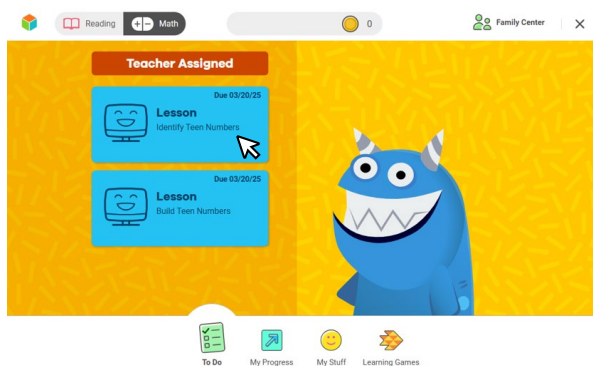 Reading
Math
0
Family Center
Teacher Assigned
Due 03/20/25
Lesson
Identify Teen Numbers
Due 03/20/25
Lesson
Build Teen Numbers
To Do
My Progress
My Stuff
Learning Games